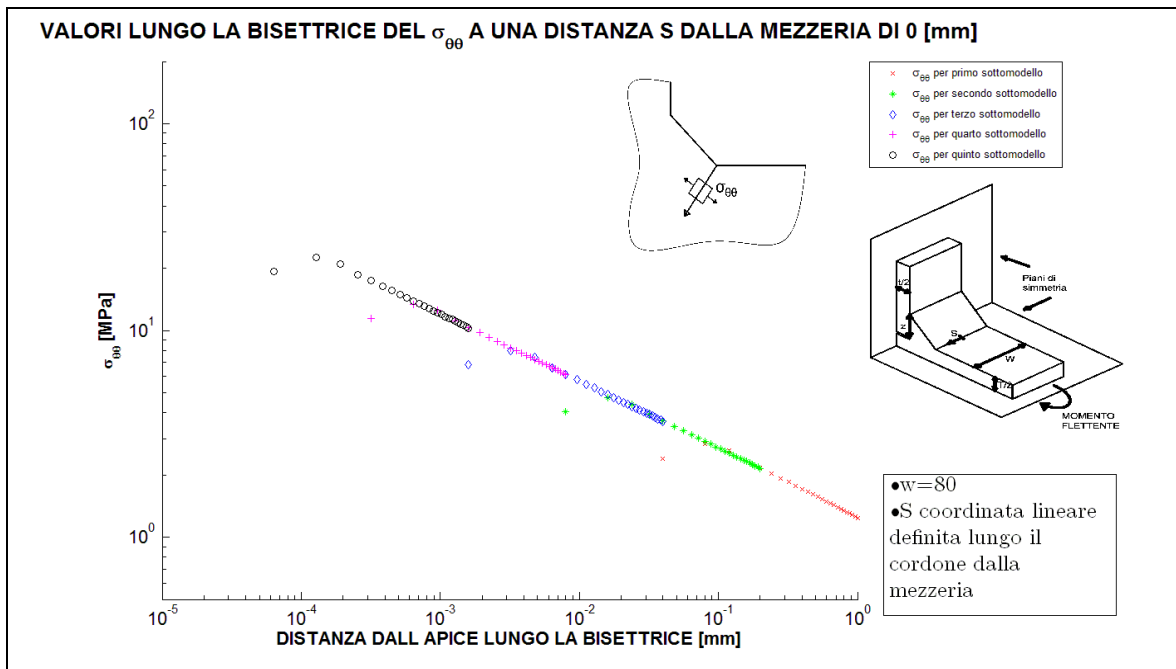 VALORI LUNGO LA BISETTRICE DEL σθθ A UNA DISTANZA S DALLA MEZZERIA DI 0 [mm]
σθθ per primo sottomodello
σθθ per secondo sottomodello
σθθ per terzo sottomodello
σθθ per quarto sottomodello
σθθ per quinto sottomodello
σθθ
10^2
10^1
10^0
σθθ [MPa]
Piani di
simmetria
t/2
z
S
W
T/2
MOMENTO
FLETTENTE
•w=80
•S coordinata lineare
definita lungo il
cordone dalla
mezzeria
10^-5 10^-4 10^-3 10^-2 10^-1 10^0
DISTANZA DALL APICE LUNGO LA BISETTRICE [mm]